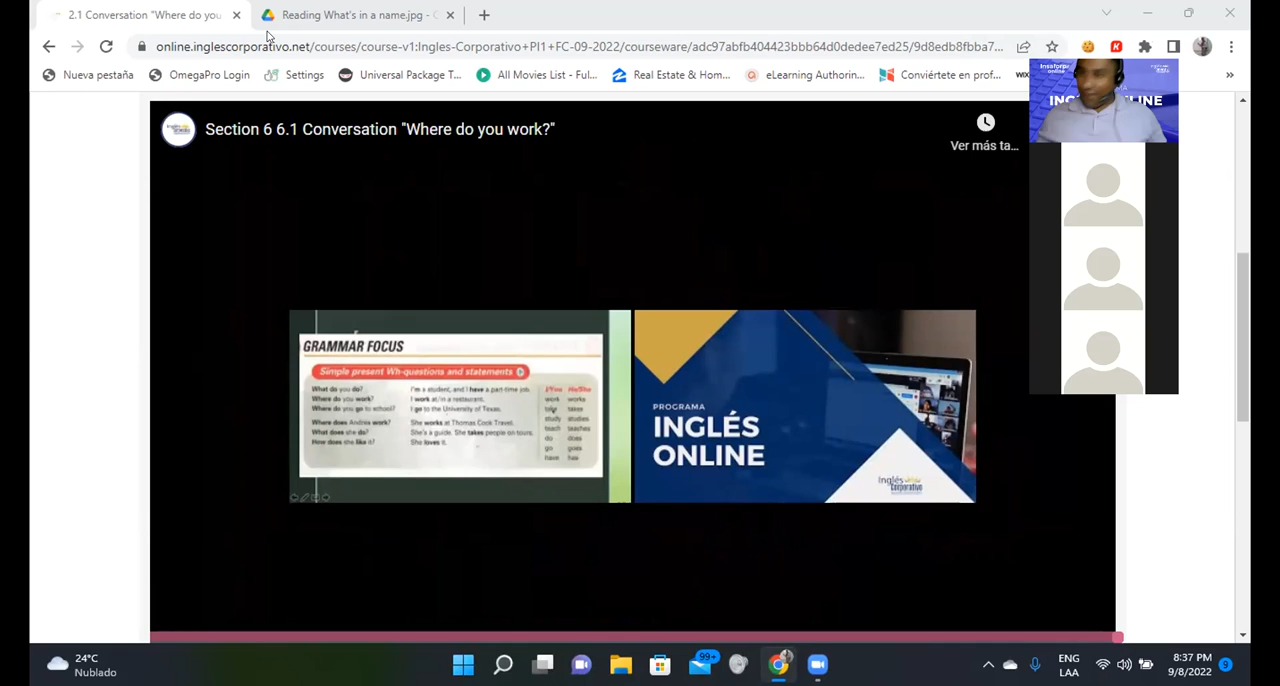 2.1 Conversation "Where do you
Reading What's in a name.jpg -
online.inglescorporativo.net/courses/course-v1:Ingles-Corporativo+PI1+FC-09-2022/courseware/adc97abfb404423bbb64d0dedee7ed25/9d8edb8fbba7...
Nueva pestaña
OmegaPro Login
Settings
Universal Package T...
All Movies List - Ful...
Real Estate & Hom...
eLearning Authorin...
Conviértete en prof...
WIX
»
INGLÉS ONLINE
Section 6 6.1 Conversation "Where do you work?"
Ver más ta...
GRAMMAR FOCUS
Simple present Wh-questions and statements
What do you do? I'm a student, and I have a part-time job. I/You He/She
Where do you work? I work at/in a restaurant. work works
Where do you go to school? I go to the University of Texas. take takes
study studies
Where does Andrea work? She works at Thomas Cook Travel. teach teaches
What does she do? She's a guide. She takes people on tours. do does
How does she like it? She loves it. go goes
have has
PROGRAMA
INGLÉS
ONLINE
Inglés
Corporativo
24°C
Nublado
99+
ENG
LAA
8:37 PM
9/8/2022
9